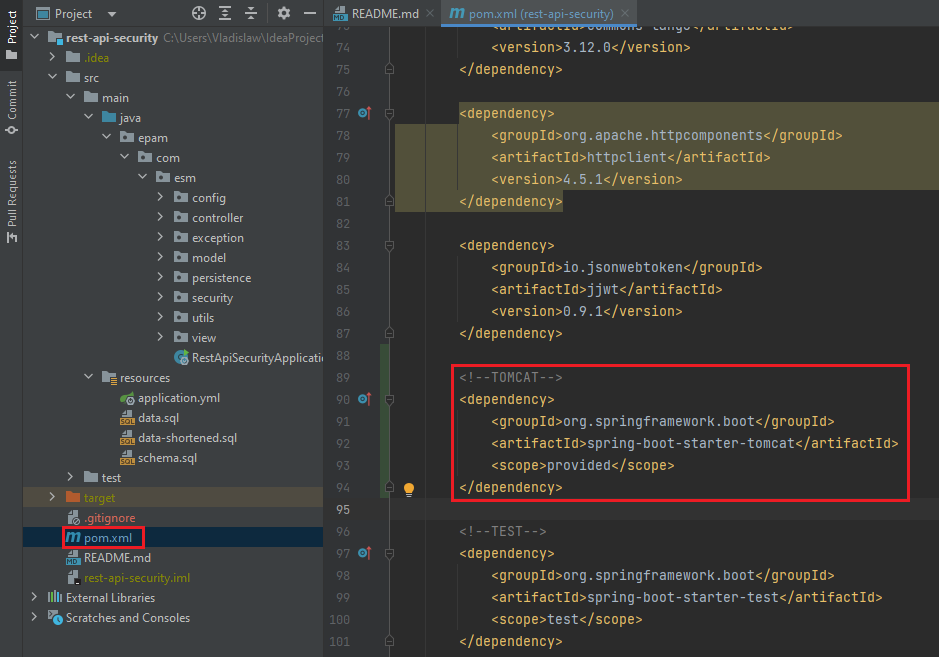 Project
Commit
Pull Requests
Project
rest-api-security C:\Users\Vladislaw\IdeaProject
.idea
src
main
java
epam
com
esm
config
controller
exception
model
persistence
security
utils
view
RestApiSecurityApplicatio
resources
application.yml
data.sql
data-shortened.sql
schema.sql
test
target
.gitignore
pom.xml
README.md
rest-api-security.iml
External Libraries
Scratches and Consoles
README.md
pom.xml (rest-api-security)
74 <version>3.12.0</version>
75 </dependency>
76
77 <dependency>
78 <groupId>org.apache.httpcomponents</groupId>
79 <artifactId>httpclient</artifactId>
80 <version>4.5.1</version>
81 </dependency>
82
83 <dependency>
84 <groupId>io.jsonwebtoken</groupId>
85 <artifactId>jjwt</artifactId>
86 <version>0.9.1</version>
87 </dependency>
88
89 <!--TOMCAT-->
90 <dependency>
91 <groupId>org.springframework.boot</groupId>
92 <artifactId>spring-boot-starter-tomcat</artifactId>
93 <scope>provided</scope>
94 </dependency>
95
96 <!--TEST-->
97 <dependency>
98 <groupId>org.springframework.boot</groupId>
99 <artifactId>spring-boot-starter-test</artifactId>
100 <scope>test</scope>
101 </dependency>